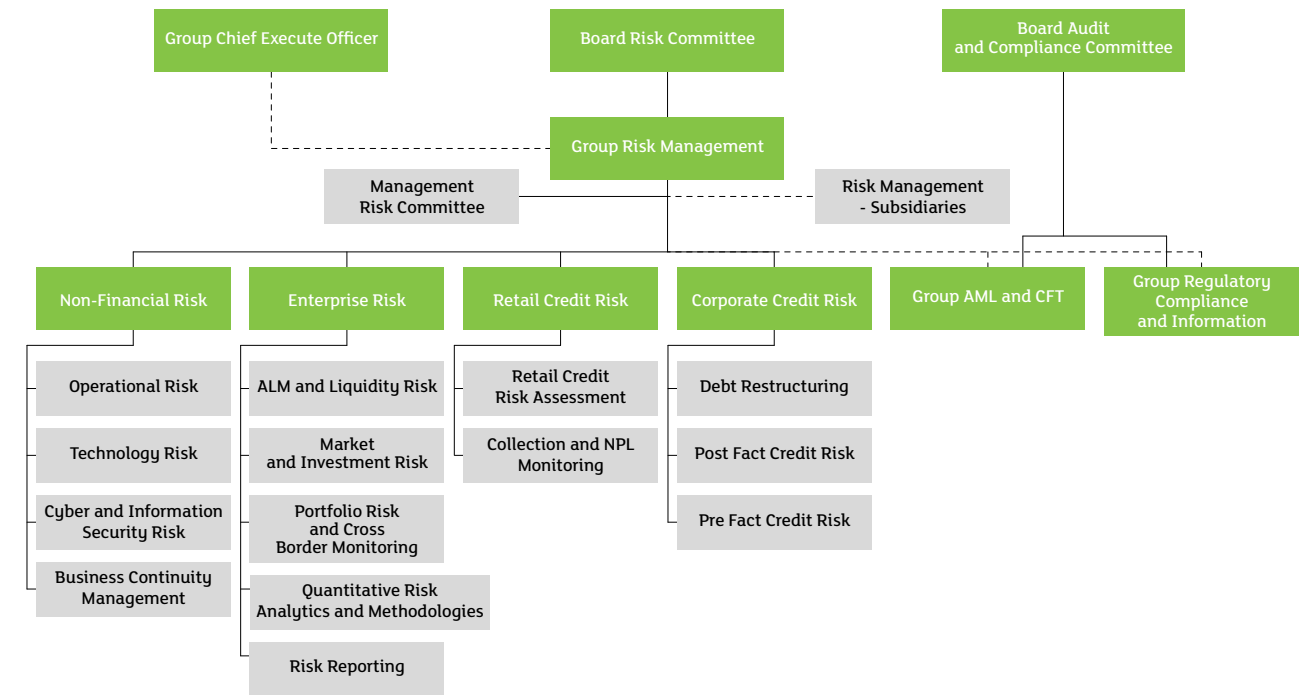 Group Chief Execute Officer
Board Risk Committee
Board Audit
and Compliance Committee
Group Risk Management
Management
Risk Committee
Risk Management
- Subsidiaries
Non-Financial Risk
Enterprise Risk
Retail Credit Risk
Corporate Credit Risk
Group AML and CFT
Group Regulatory
Compliance
and Information
Operational Risk
Technology Risk
Cyber and Information
Security Risk
Business Continuity
Management
ALM and Liquidity Risk
Market
and Investment Risk
Portfolio Risk
and Cross
Border Monitoring
Quantitative Risk
Analytics and Methodologies
Risk Reporting
Retail Credit
Risk Assessment
Collection and NPL
Monitoring
Debt Restructuring
Post Fact Credit Risk
Pre Fact Credit Risk